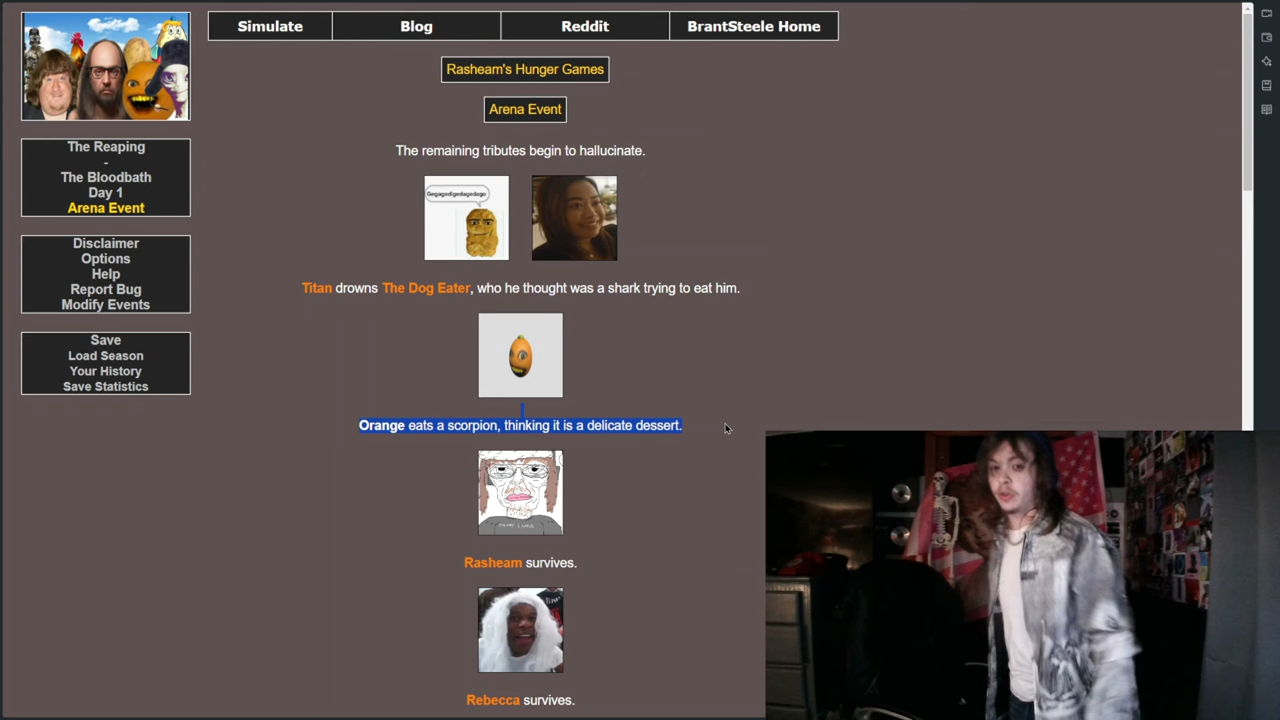 Simulate
Blog
Reddit
BrantSteele Home
Rasheam's Hunger Games
Arena Event
The Reaping
-
The Bloodbath
Day 1
Arena Event
Disclaimer
Options
Help
Report Bug
Modify Events
Save
Load Season
Your History
Save Statistics
The remaining tributes begin to hallucinate.
Gegagedigedagedago
Titan drowns The Dog Eater, who he thought was a shark trying to eat him.
Orange eats a scorpion, thinking it is a delicate dessert.
Rasheam survives.
Rebecca survives.